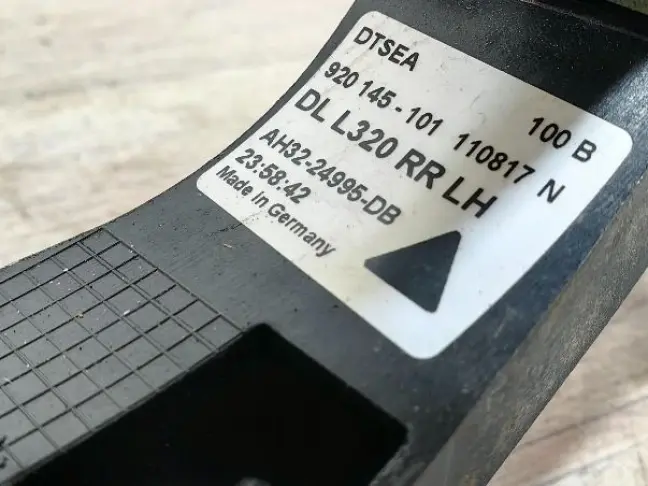 DTSEA 100 B
920 145 - 101 110817 N
DL L320 RR LH
AH32-24995-DB
23:58:42
Made in Germany